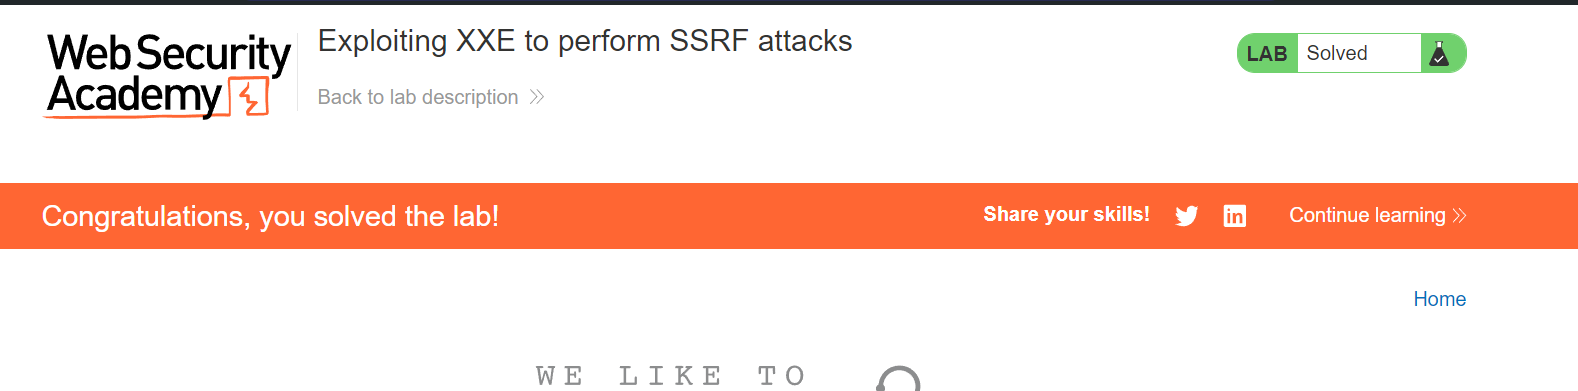 Web Security
Academy
Exploiting XXE to perform SSRF attacks
Back to lab description
LAB Solved
Congratulations, you solved the lab!
Share your skills!
Continue learning
Home
WE LIKE TO